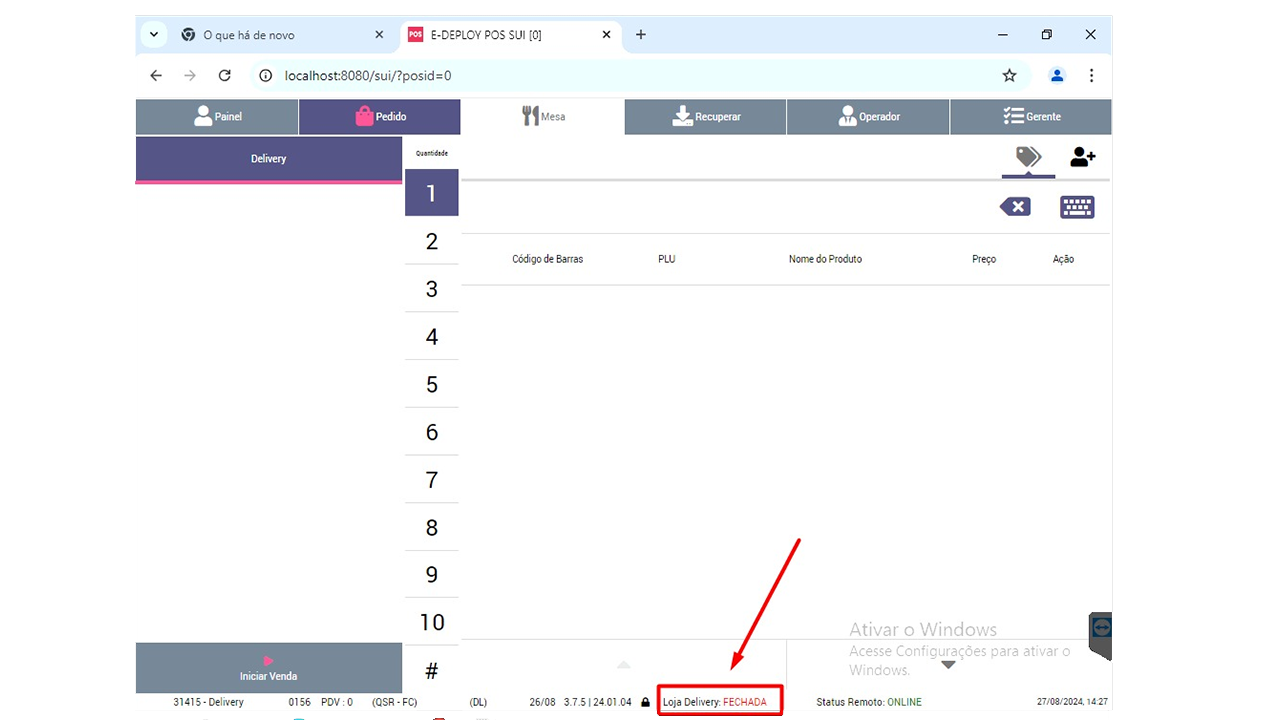 O que há de novo
POS E-DEPLOY POS SUI [0]
localhost:8080/sui/?posid=0
Painel Pedido Mesa Recuperar Operador Gerente
Delivery
Quantidade
1
2
3
4
5
6
7
8
9
10
#
Código de Barras PLU Nome do Produto Preço Ação
Ativar o Windows
Acesse Configurações para ativar o
Windows.
Iniciar Venda
31415 - Delivery 0156 PDV : 0 (QSR - FC) (DL) 26/08 3.7.5 | 24.01.04 Loja Delivery: FECHADA Status Remoto: ONLINE 27/08/2024, 14:27